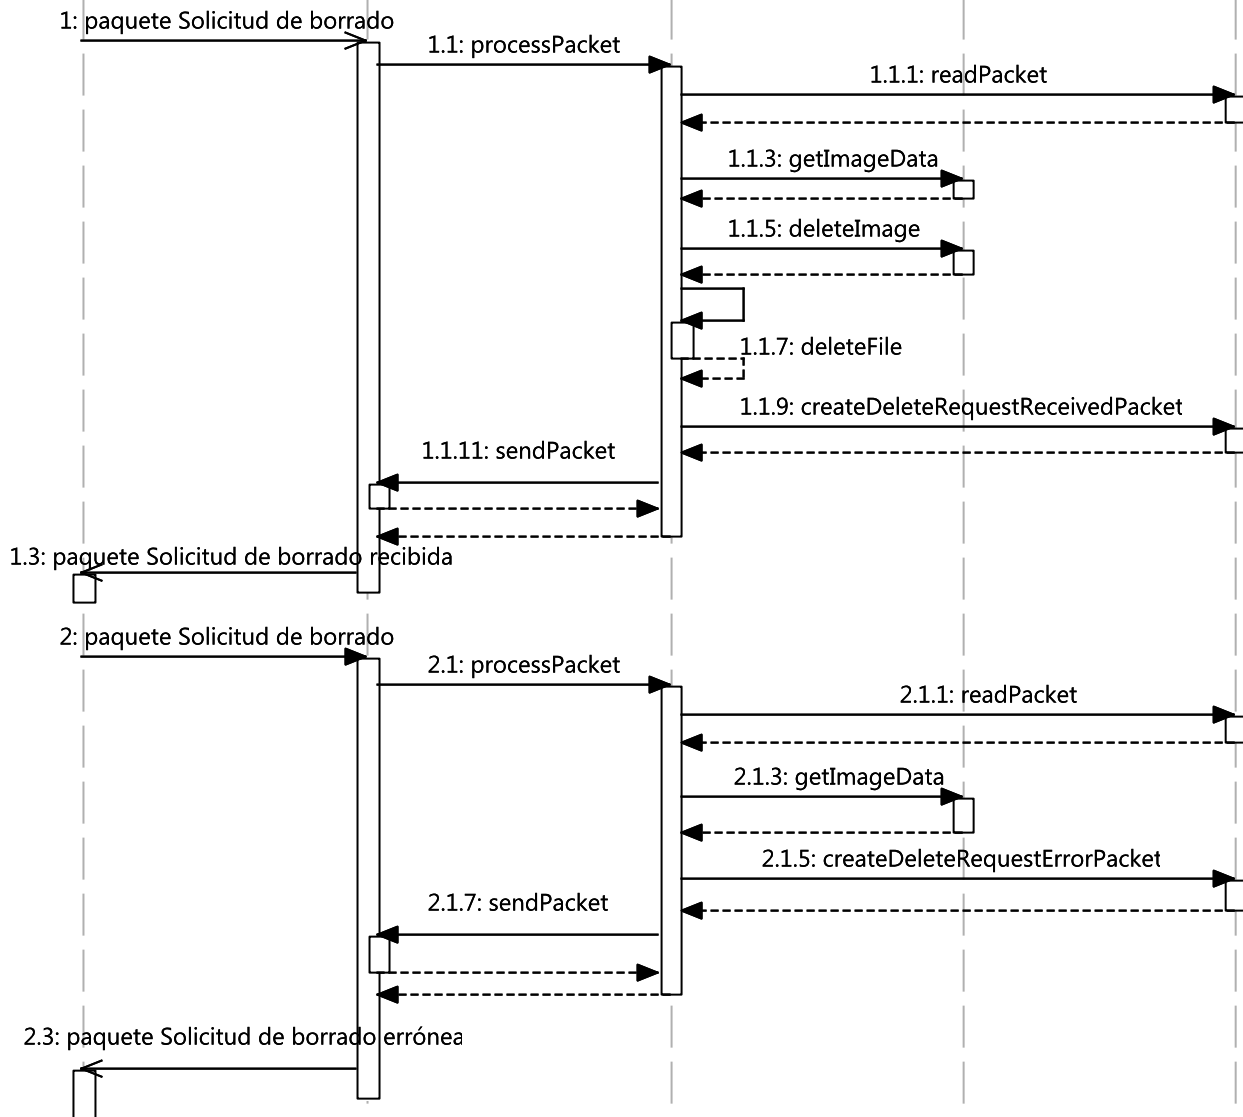 1: paquete Solicitud de borrado
1.1: processPacket
1.1.1: readPacket
1.1.3: getImageData
1.1.5: deleteImage
1.1.7: deleteFile
1.1.9: createDeleteRequestReceivedPacket
1.1.11: sendPacket
1.3: paquete Solicitud de borrado recibida
2: paquete Solicitud de borrado
2.1: processPacket
2.1.1: readPacket
2.1.3: getImageData
2.1.5: createDeleteRequestErrorPacket
2.1.7: sendPacket
2.3: paquete Solicitud de borrado errónea